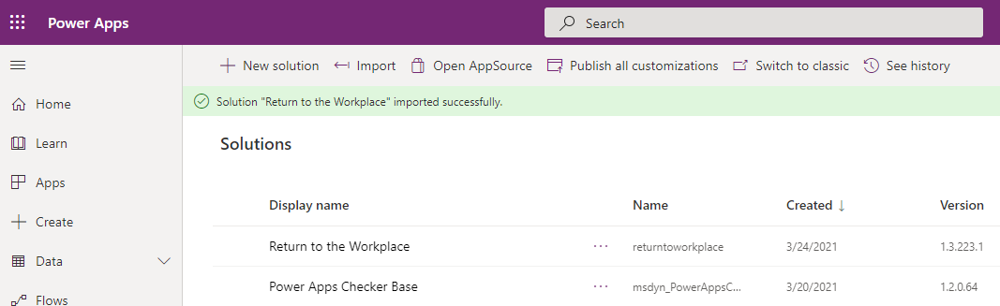 Power Apps
Search
New solution Import Open AppSource Publish all customizations Switch to classic See history
Solution "Return to the Workplace" imported successfully.
Home
Learn
Apps
Create
Data
Flows
Solutions
Display name Name Created ↓ Version
Return to the Workplace ... returntoworkplace 3/24/2021 1.3.223.1
Power Apps Checker Base ... msdyn_PowerAppsC... 3/20/2021 1.2.0.64